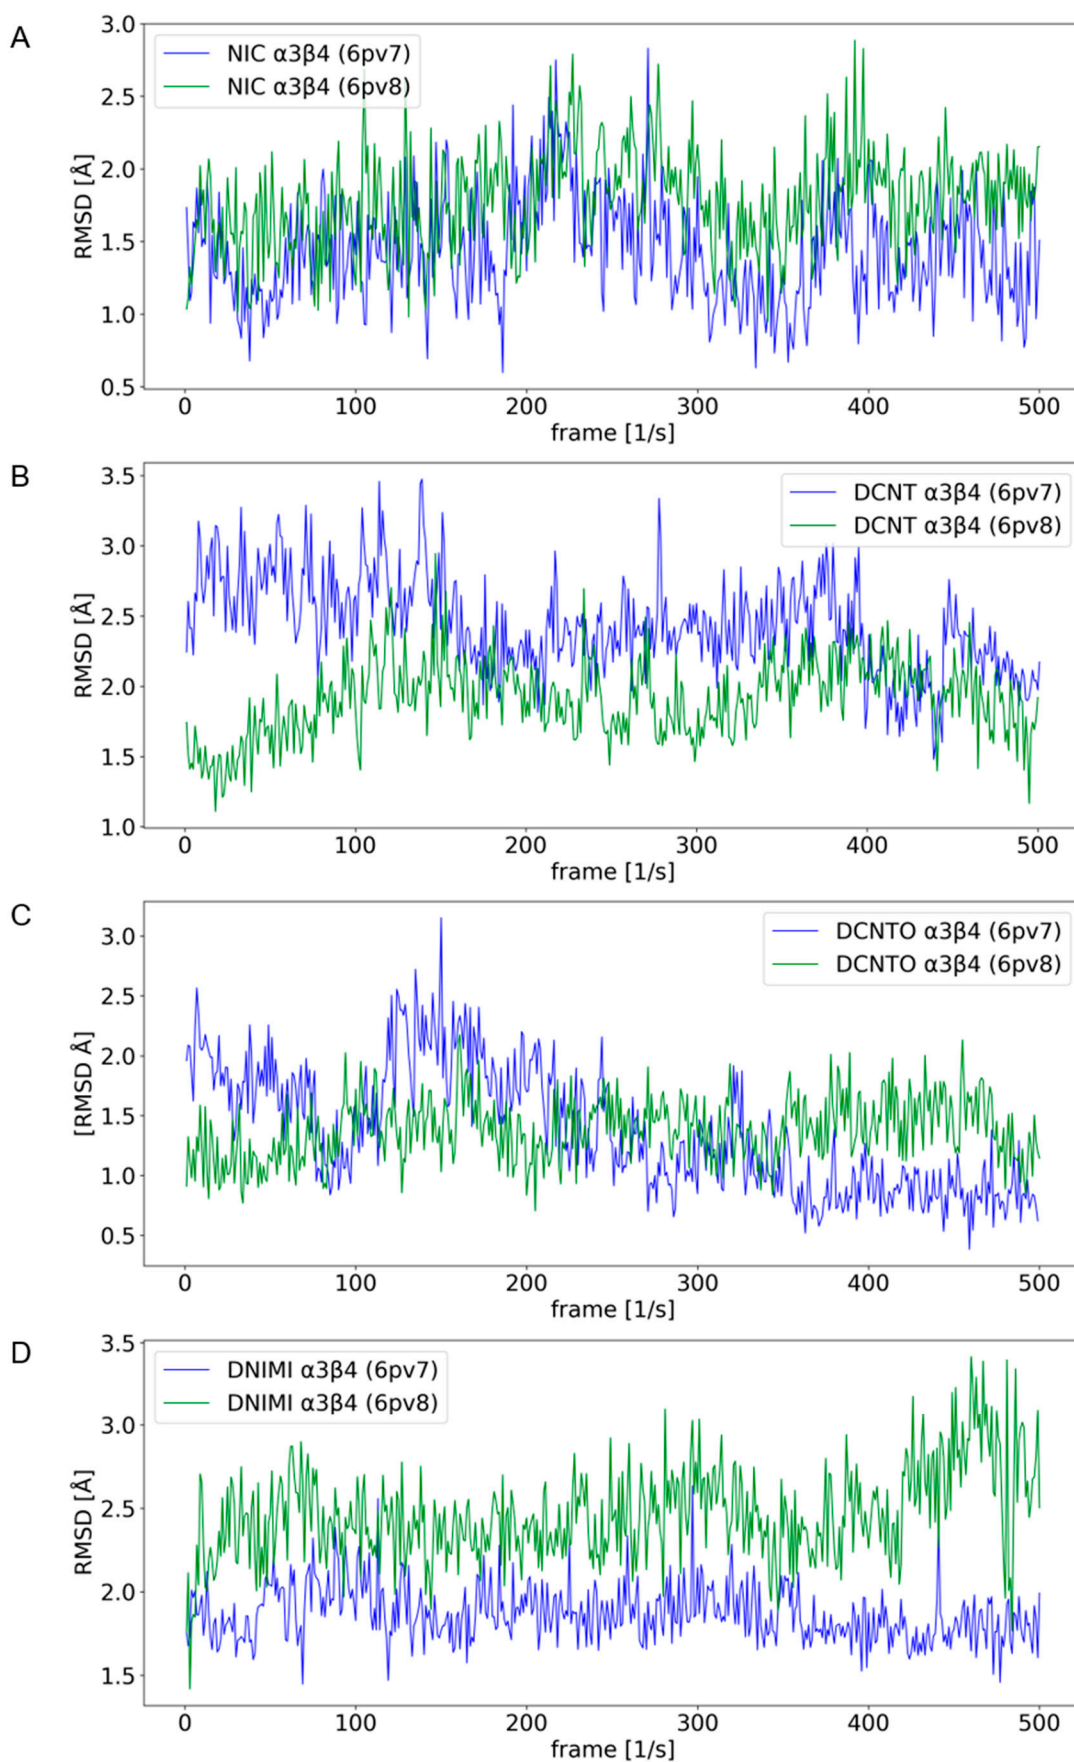 A
3.0
NIC α3β4 (6pv7)
NIC α3β4 (6pv8)
2.5
2.0
1.5
1.0
0.5
RMSD [Å]
0 100 200 300 400 500
frame [1/s]
B
3.5
DCNT α3β4 (6pv7)
DCNT α3β4 (6pv8)
3.0
2.5
2.0
1.5
1.0
RMSD [Å]
0 100 200 300 400 500
frame [1/s]
C
DCNTO α3β4 (6pv7)
DCNTO α3β4 (6pv8)
3.0
2.5
2.0
1.5
1.0
0.5
[RMSD Å]
0 100 200 300 400 500
frame [1/s]
D
3.5
DNIMI α3β4 (6pv7)
DNIMI α3β4 (6pv8)
3.0
2.5
2.0
1.5
RMSD [Å]
0 100 200 300 400 500
frame [1/s]